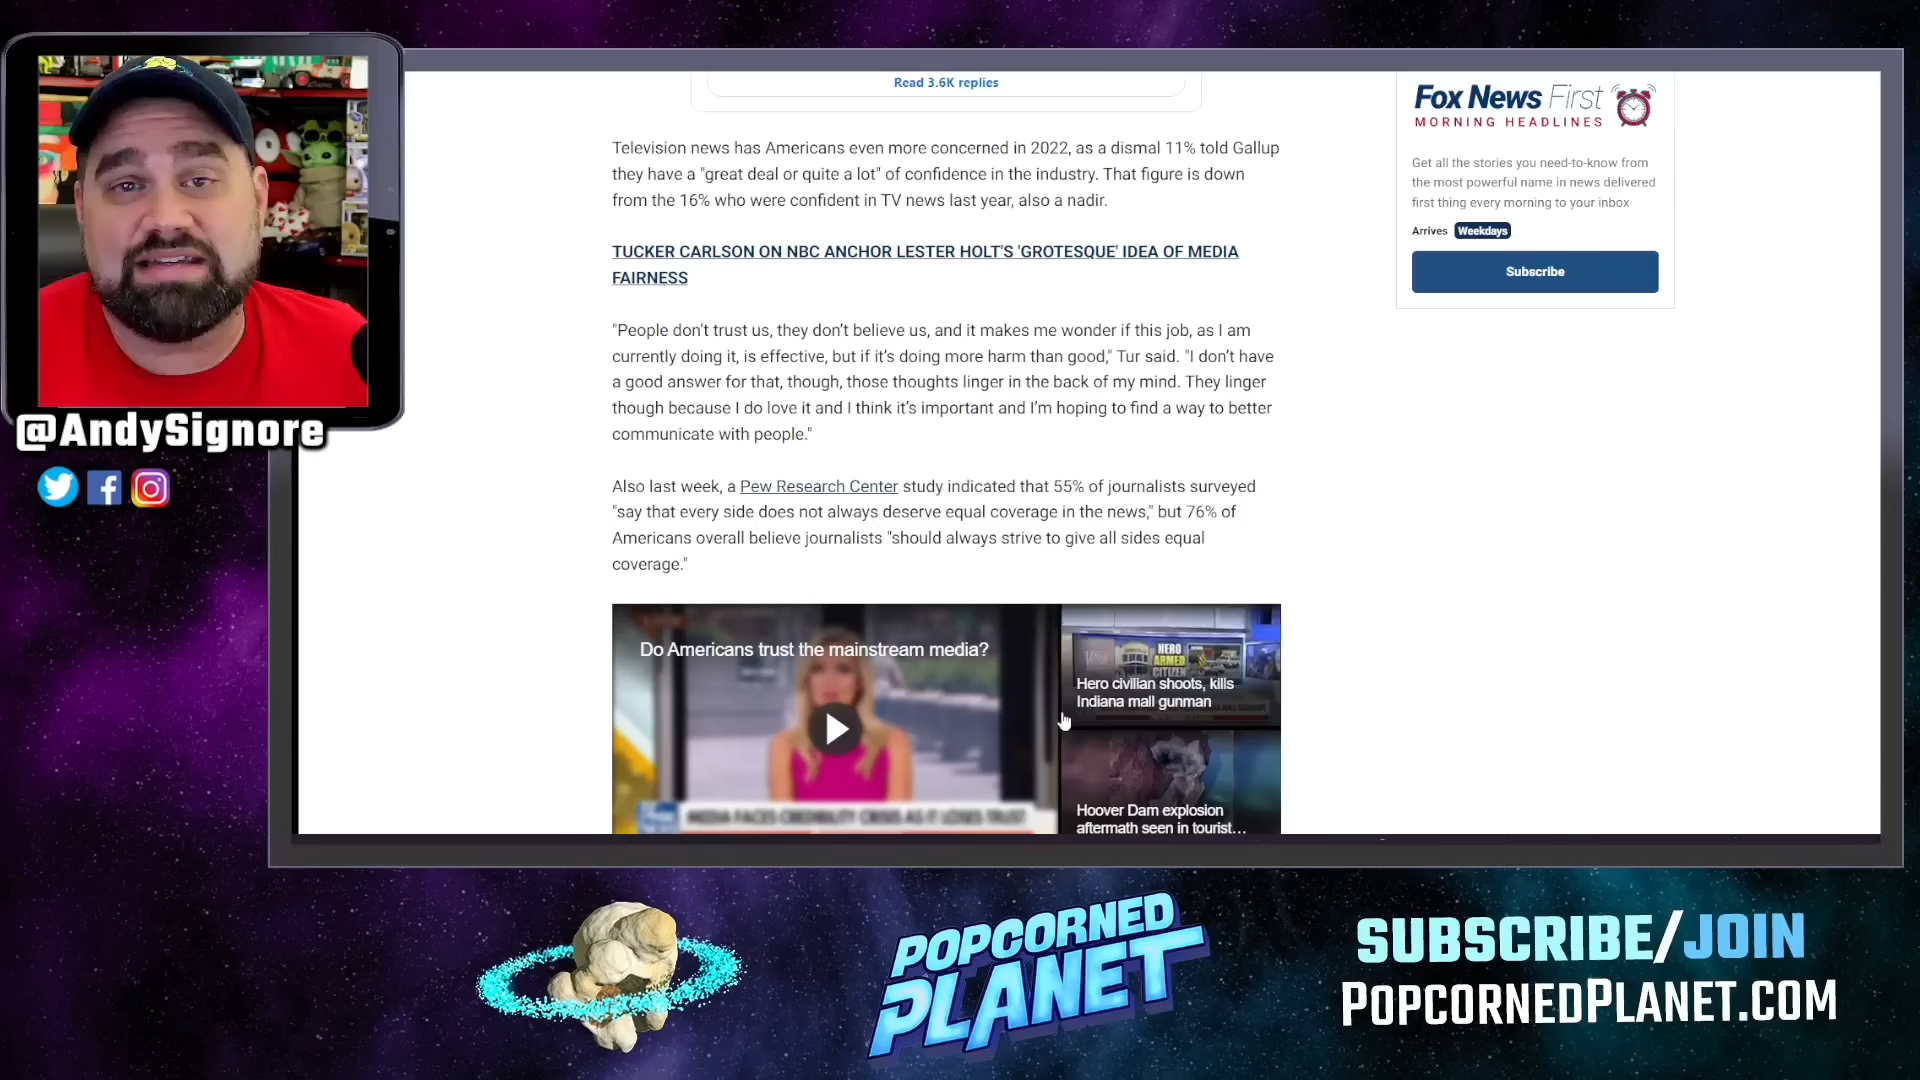 Read 3.6K replies
Television news has Americans even more concerned in 2022, as a dismal 11% told Gallup
they have a "great deal or quite a lot" of confidence in the industry. That figure is down
from the 16% who were confident in TV news last year, also a nadir.
TUCKER CARLSON ON NBC ANCHOR LESTER HOLT'S 'GROTESQUE' IDEA OF MEDIA
FAIRNESS
"People don't trust us, they don’t believe us, and it makes me wonder if this job, as I am
currently doing it, is effective, but if it’s doing more harm than good," Tur said. "I don’t have
a good answer for that, though, those thoughts linger in the back of my mind. They linger
though because I do love it and I think it’s important and I’m hoping to find a way to better
communicate with people."
Also last week, a Pew Research Center study indicated that 55% of journalists surveyed
"say that every side does not always deserve equal coverage in the news," but 76% of
Americans overall believe journalists "should always strive to give all sides equal
coverage."
Do Americans trust the mainstream media?
MEDIA FACES CREDIBILITY CRISIS AS IT LOSES TRUST
HERO
ARMED
CITIZEN
Hero civilian shoots, kills
Indiana mall gunman
Hoover Dam explosion
aftermath seen in tourist…
Fox News First
MORNING HEADLINES
Get all the stories you need-to-know from
the most powerful name in news delivered
first thing every morning to your inbox
Arrives Weekdays
Subscribe
@AndySignore
POPCORNED
PLANET
SUBSCRIBE/JOIN
POPCORNEDPLANET.COM